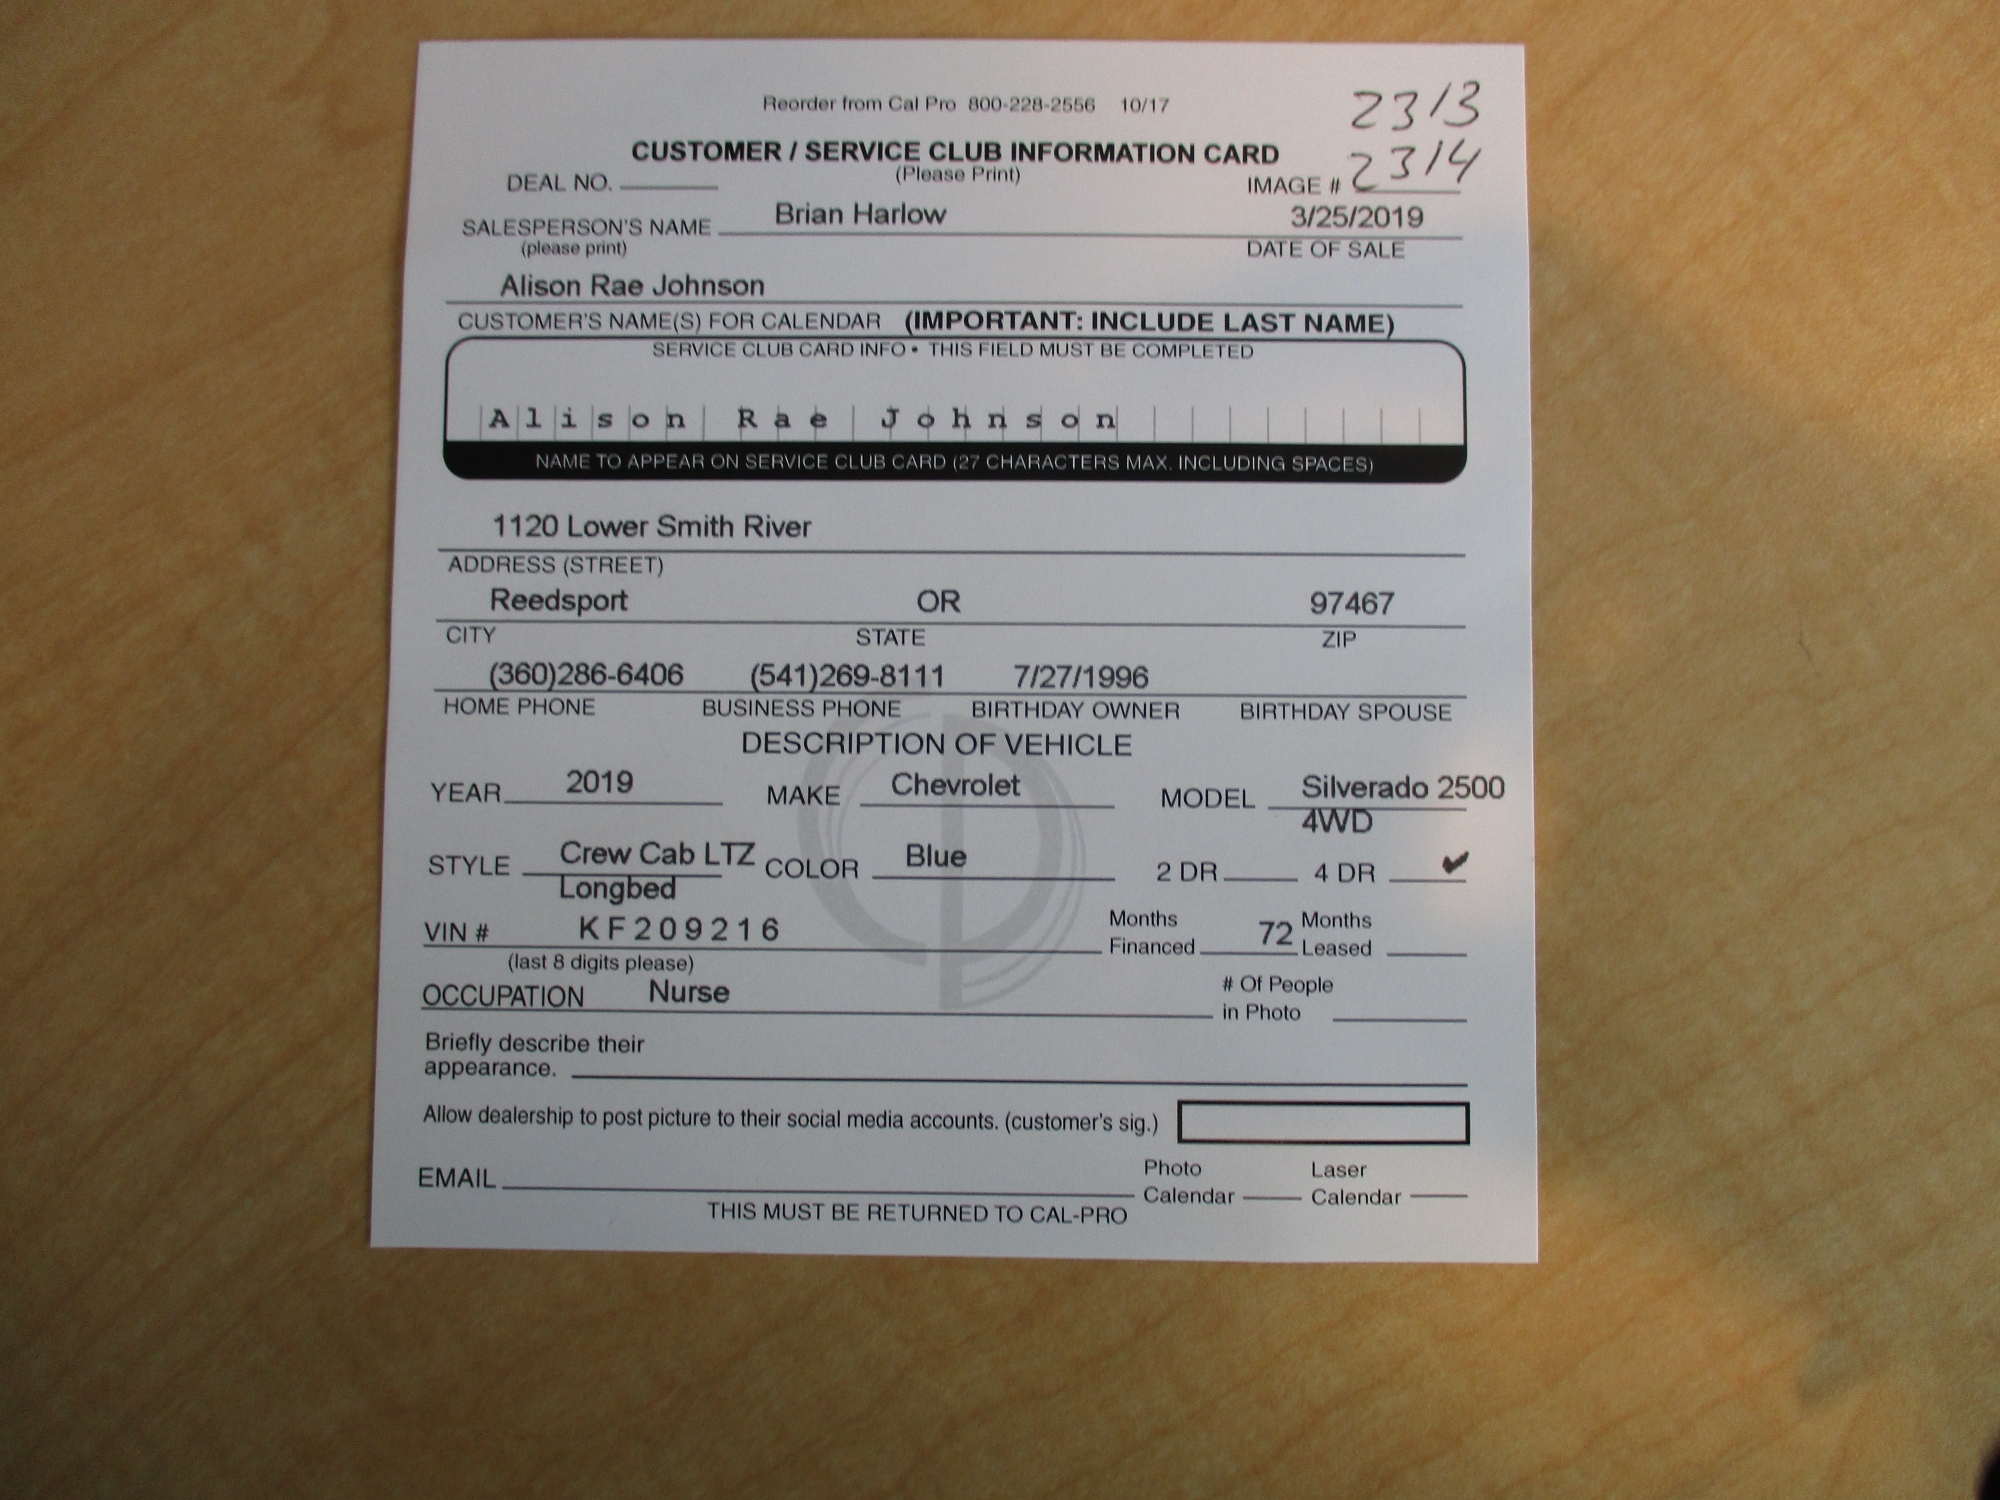 Reorder from Cal Pro 800-228-2556 10/17
2313
CUSTOMER / SERVICE CLUB INFORMATION CARD
(Please Print)
DEAL NO. IMAGE # 2314
SALESPERSON'S NAME Brian Harlow 3/25/2019
(please print) DATE OF SALE
Alison Rae Johnson
CUSTOMER'S NAME(S) FOR CALENDAR (IMPORTANT: INCLUDE LAST NAME)
SERVICE CLUB CARD INFO • THIS FIELD MUST BE COMPLETED
Alison Rae Johnson
NAME TO APPEAR ON SERVICE CLUB CARD (27 CHARACTERS MAX. INCLUDING SPACES)
1120 Lower Smith River
ADDRESS (STREET)
Reedsport OR 97467
CITY STATE ZIP
(360)286-6406 (541)269-8111 7/27/1996
HOME PHONE BUSINESS PHONE BIRTHDAY OWNER BIRTHDAY SPOUSE
DESCRIPTION OF VEHICLE
YEAR 2019 MAKE Chevrolet MODEL Silverado 2500
4WD
STYLE Crew Cab LTZ COLOR Blue 2 DR 4 DR ✔
Longbed
VIN # KF209216 Months Financed 72 Months Leased
(last 8 digits please)
OCCUPATION Nurse # Of People in Photo
Briefly describe their
appearance.
Allow dealership to post picture to their social media accounts. (customer's sig.)
EMAIL Photo Calendar Laser Calendar
THIS MUST BE RETURNED TO CAL-PRO